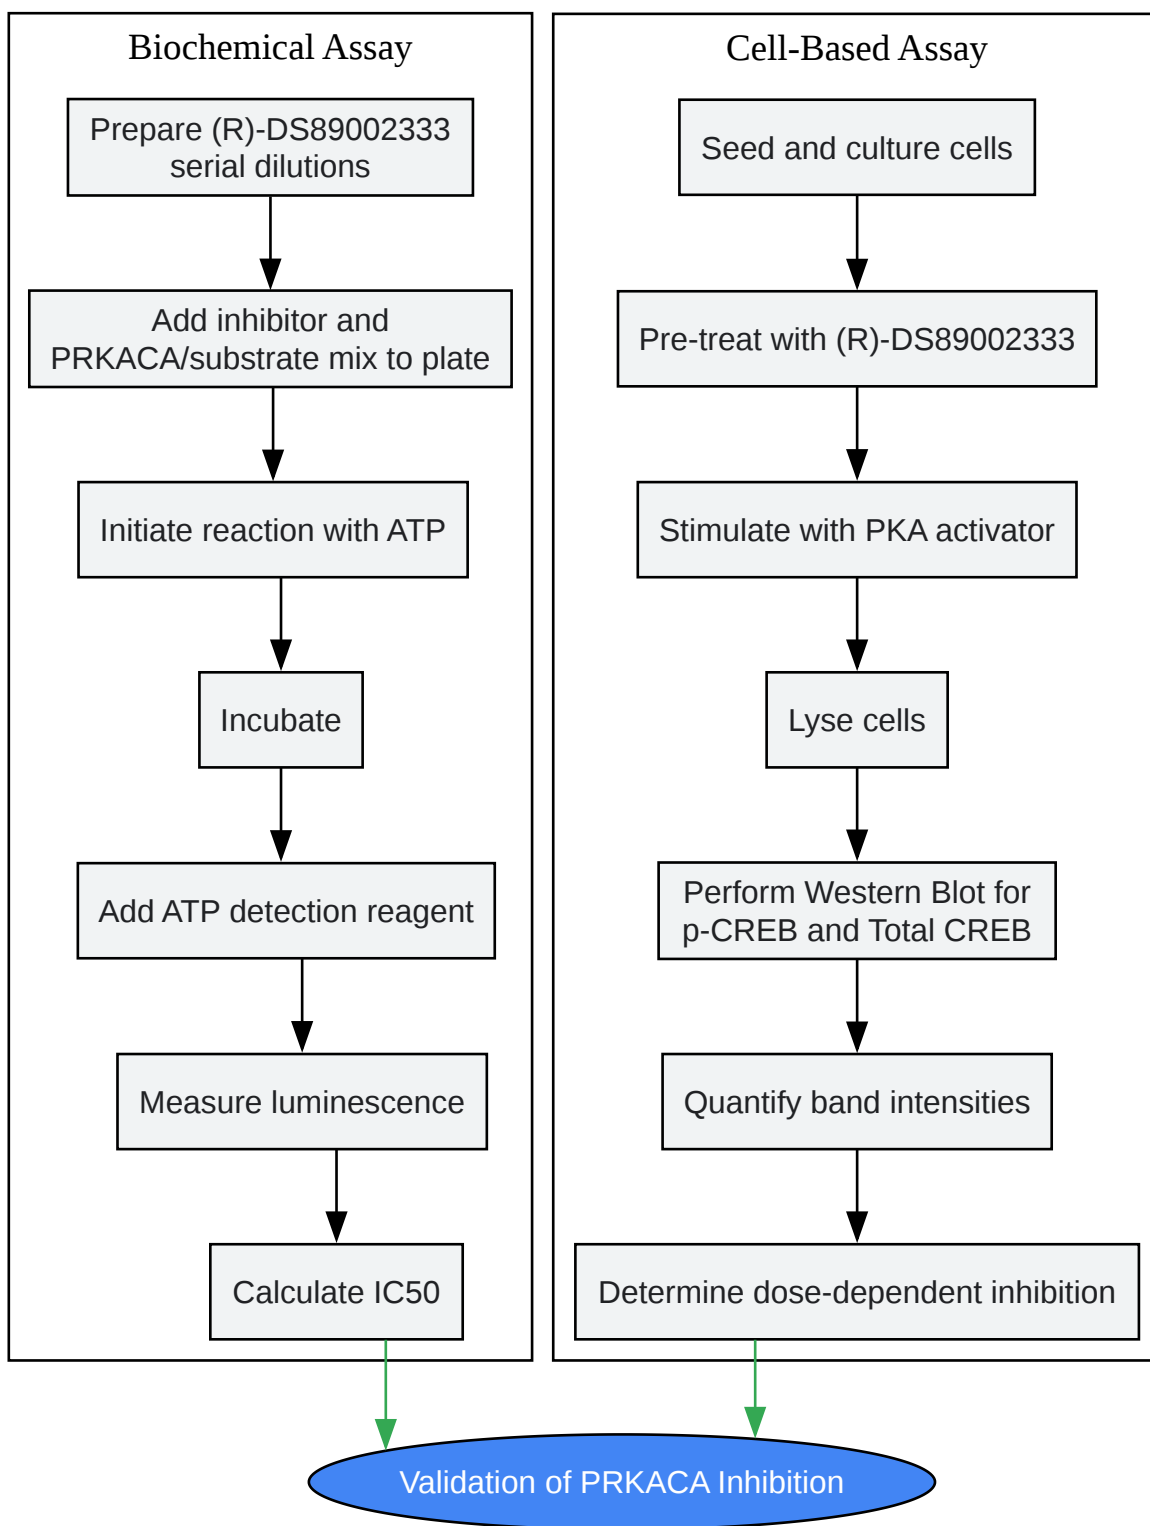 Biochemical Assay
Prepare (R)-DS89002333
serial dilutions
Add inhibitor and
PRKACA/substrate mix to plate
Initiate reaction with ATP
Incubate
Add ATP detection reagent
Measure luminescence
Calculate IC50
Cell-Based Assay
Seed and culture cells
Pre-treat with (R)-DS89002333
Stimulate with PKA activator
Lyse cells
Perform Western Blot for
p-CREB and Total CREB
Quantify band intensities
Determine dose-dependent inhibition
Validation of PRKACA Inhibition